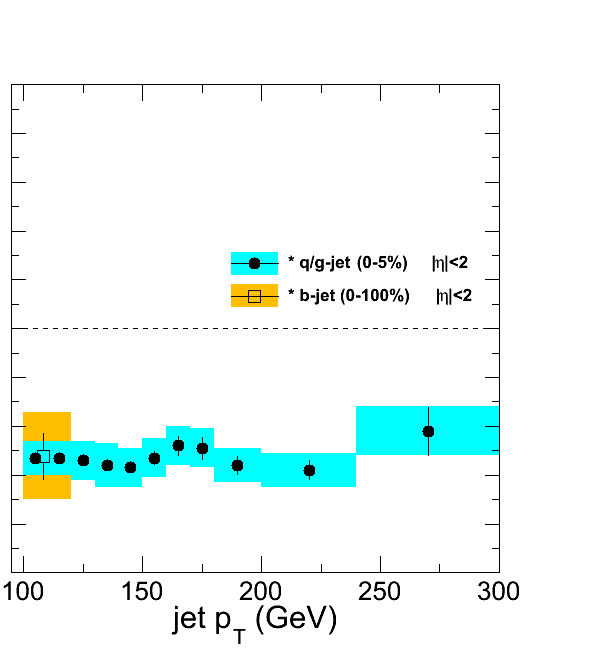 * q/g-jet (0-5%) |η|<2
* b-jet (0-100%) |η|<2
100 150 200 250 300
jet p_T (GeV)